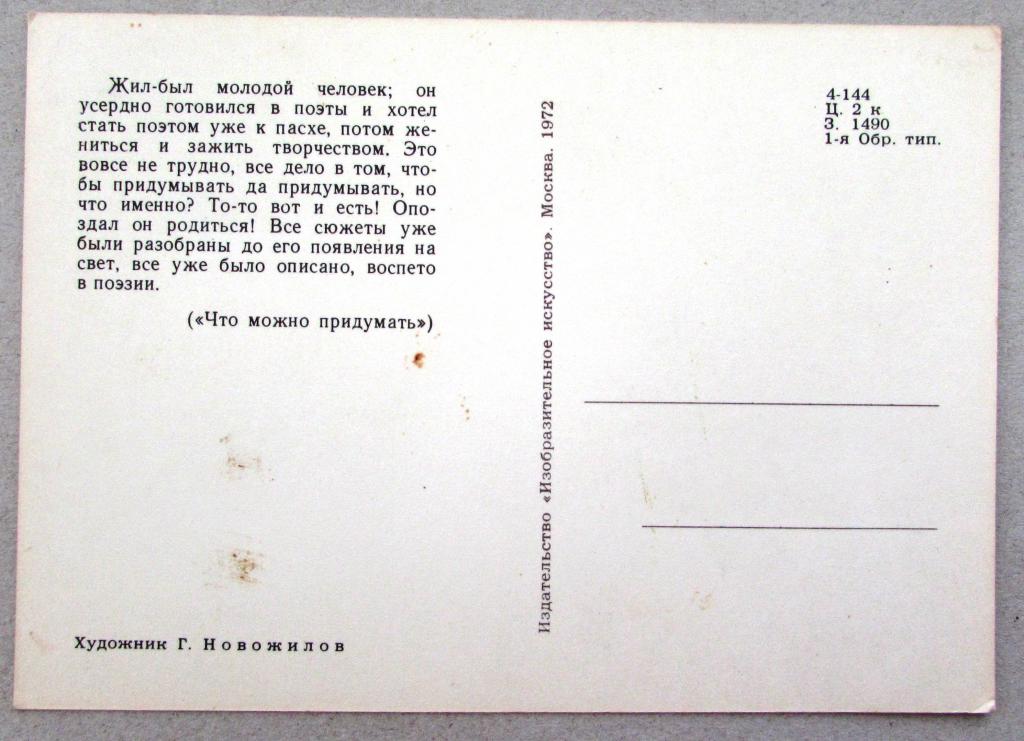 Жил-был молодой человек; он
усердно готовился в поэты и хотел
стать поэтом уже к пасхе, потом же-
ниться и зажить творчеством. Это
вовсе не трудно, все дело в том, что-
бы придумывать да придумывать, но
что именно? То-то вот и есть! Опо-
здал он родиться! Все сюжеты уже
были разобраны до его появления на
свет, все уже было описано, воспето
в поэзии.
(«Что можно придумать»)
Художник Г. Новожилов
Издательство «Изобразительное искусство». Москва. 1972
4-144
Ц. 2 к
З. 1490
1-я Обр. тип.